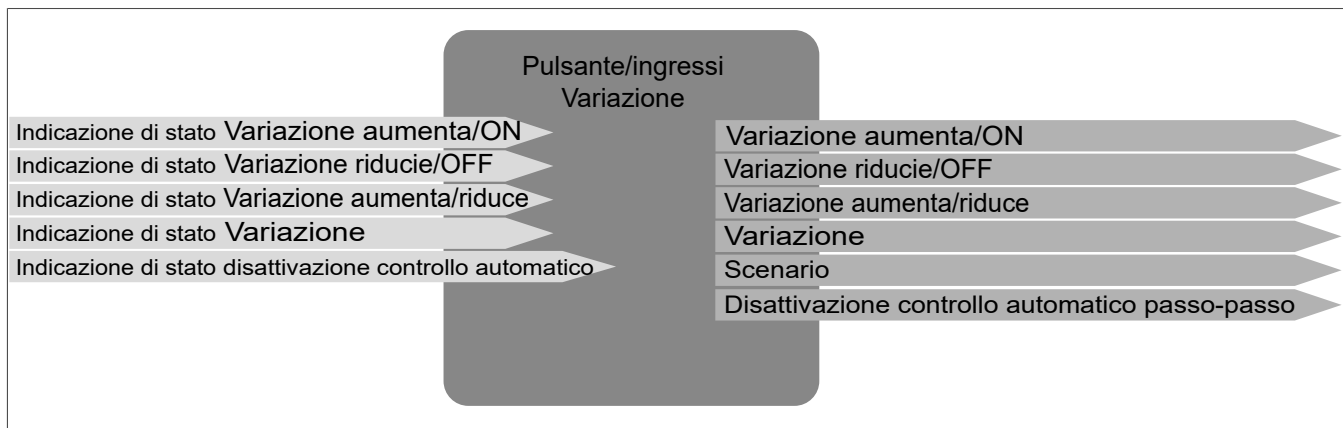 Pulsante/ingressi
Variazione
Indicazione di stato Variazione aumenta/ON
Indicazione di stato Variazione riducie/OFF
Indicazione di stato Variazione aumenta/riduce
Indicazione di stato Variazione
Indicazione di stato disattivazione controllo automatico
Variazione aumenta/ON
Variazione riducie/OFF
Variazione aumenta/riduce
Variazione
Scenario
Disattivazione controllo automatico passo-passo